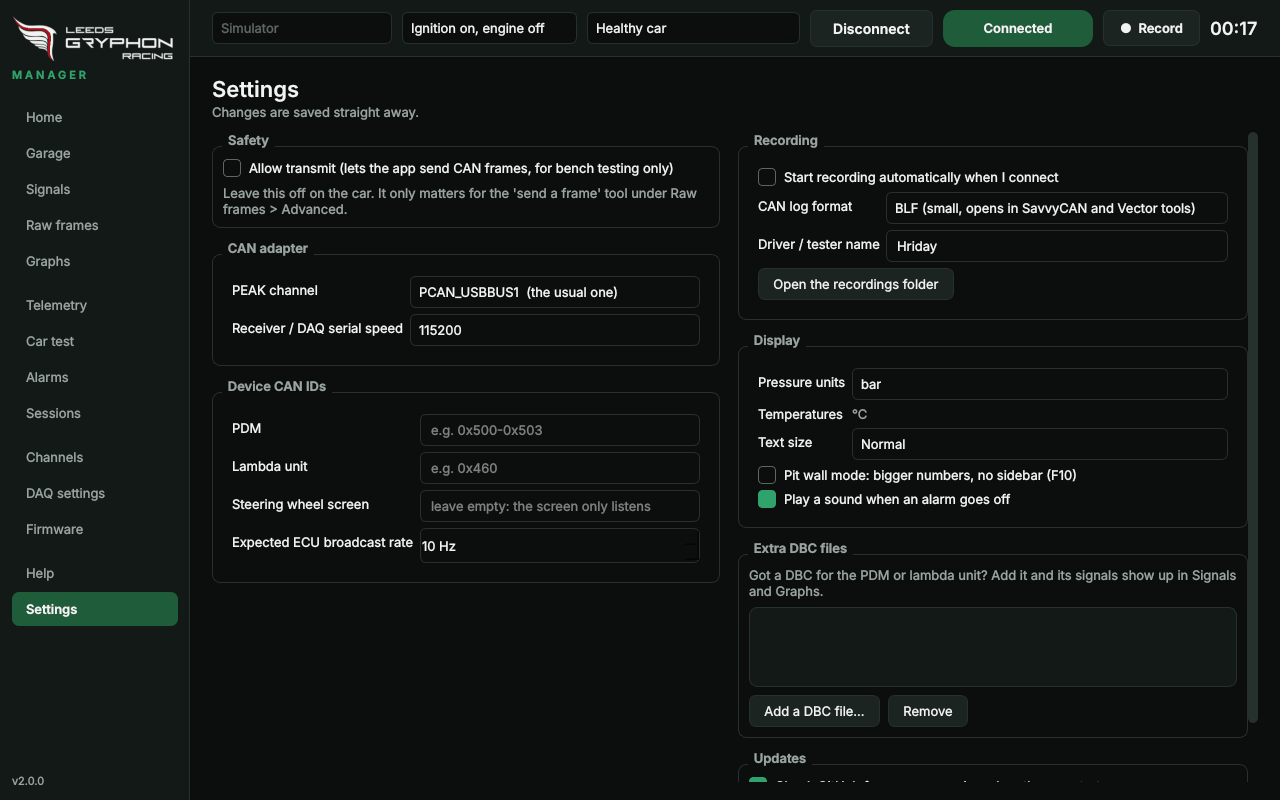 LEEDS
GRYPHON
RACING
MANAGER
Home
Garage
Signals
Raw frames
Graphs
Telemetry
Car test
Alarms
Sessions
Channels
DAQ settings
Firmware
Help
Settings
v2.0.0
Simulator
Ignition on, engine off
Healthy car
Disconnect
Connected
Record
00:17
Settings
Changes are saved straight away.
Safety
Allow transmit (lets the app send CAN frames, for bench testing only)
Leave this off on the car. It only matters for the 'send a frame' tool under Raw
frames > Advanced.
CAN adapter
PEAK channel
PCAN_USBBUS1 (the usual one)
Receiver / DAQ serial speed
115200
Device CAN IDs
PDM
e.g. 0x500-0x503
Lambda unit
e.g. 0x460
Steering wheel screen
leave empty: the screen only listens
Expected ECU broadcast rate
10 Hz
Recording
Start recording automatically when I connect
CAN log format
BLF (small, opens in SavvyCAN and Vector tools)
Driver / tester name
Hriday
Open the recordings folder
Display
Pressure units
bar
Temperatures
°C
Text size
Normal
Pit wall mode: bigger numbers, no sidebar (F10)
Play a sound when an alarm goes off
Extra DBC files
Got a DBC for the PDM or lambda unit? Add it and its signals show up in Signals
and Graphs.
Add a DBC file...
Remove
Updates